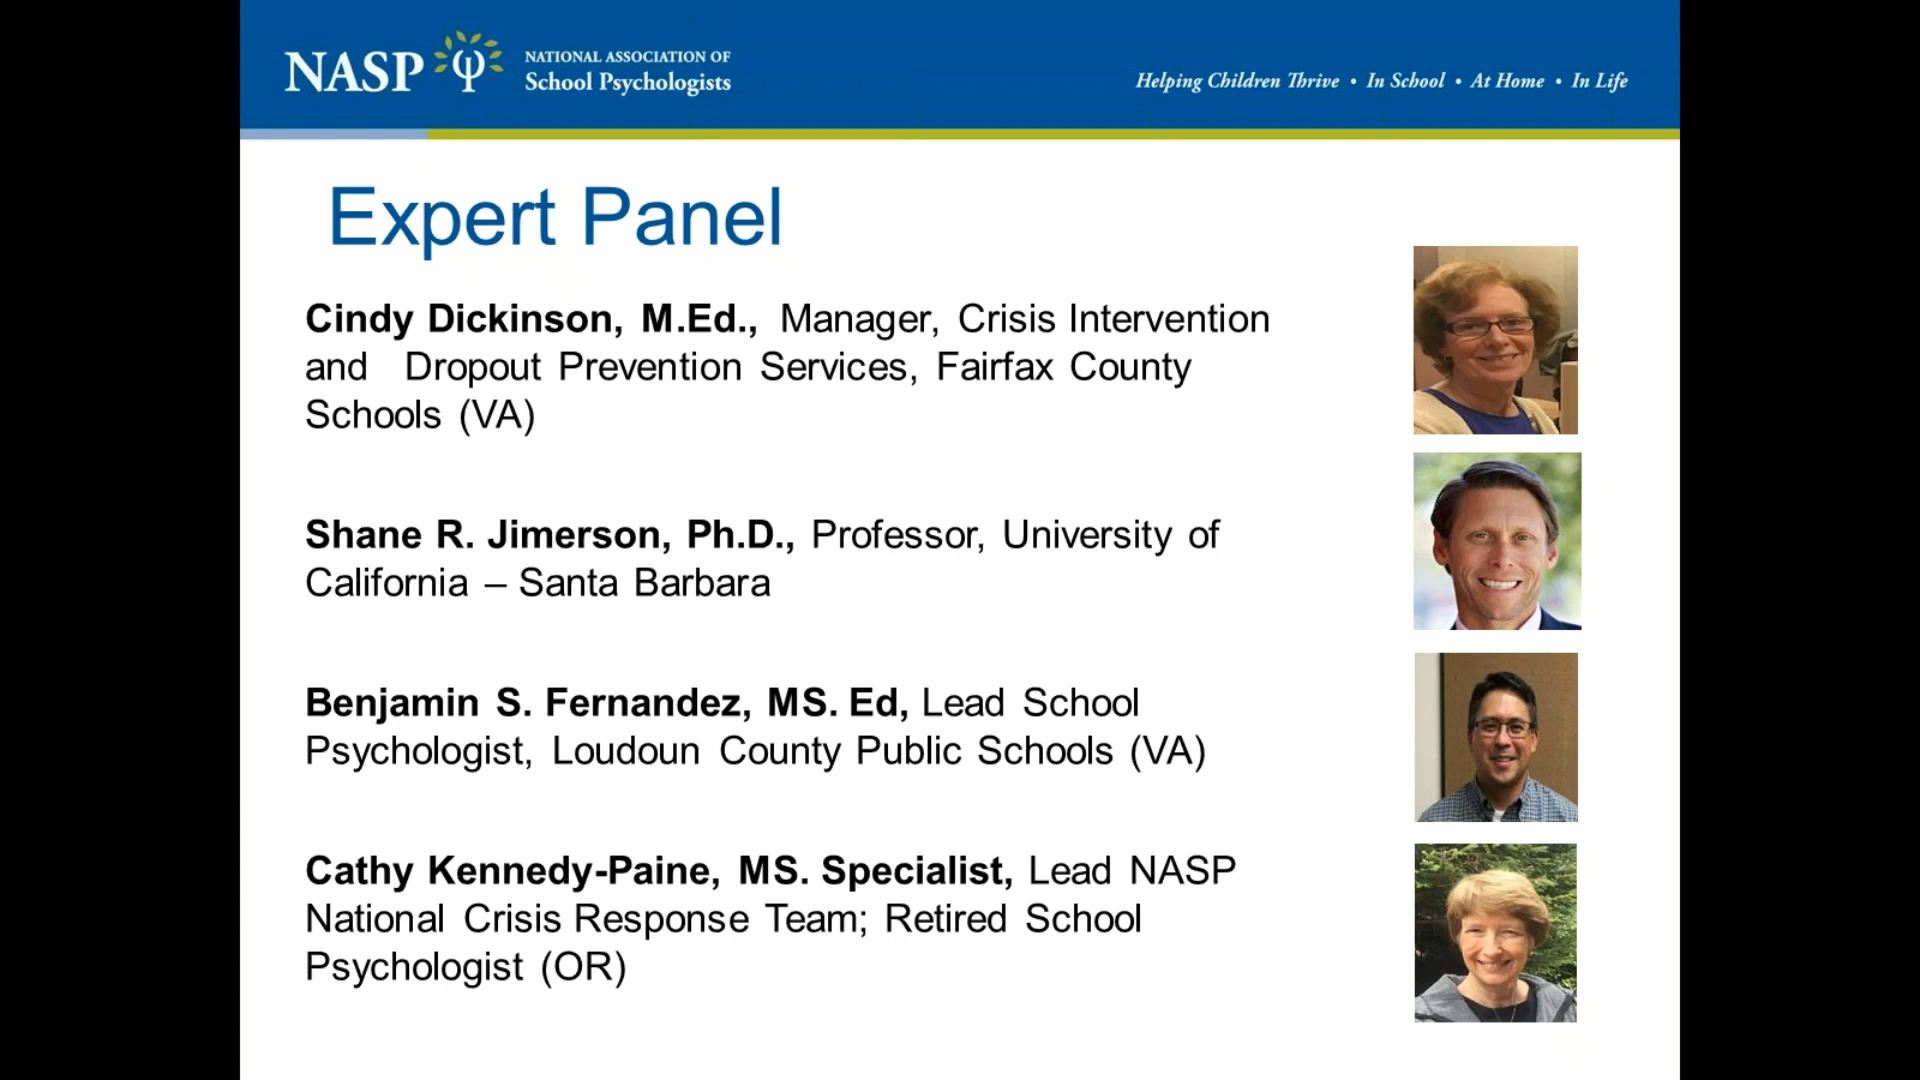 NASP
NATIONAL ASSOCIATION OF
School Psychologists
Helping Children Thrive • In School • At Home • In Life
Expert Panel
Cindy Dickinson, M.Ed., Manager, Crisis Intervention
and Dropout Prevention Services, Fairfax County
Schools (VA)
Shane R. Jimerson, Ph.D., Professor, University of
California – Santa Barbara
Benjamin S. Fernandez, MS. Ed, Lead School
Psychologist, Loudoun County Public Schools (VA)
Cathy Kennedy-Paine, MS. Specialist, Lead NASP
National Crisis Response Team; Retired School
Psychologist (OR)